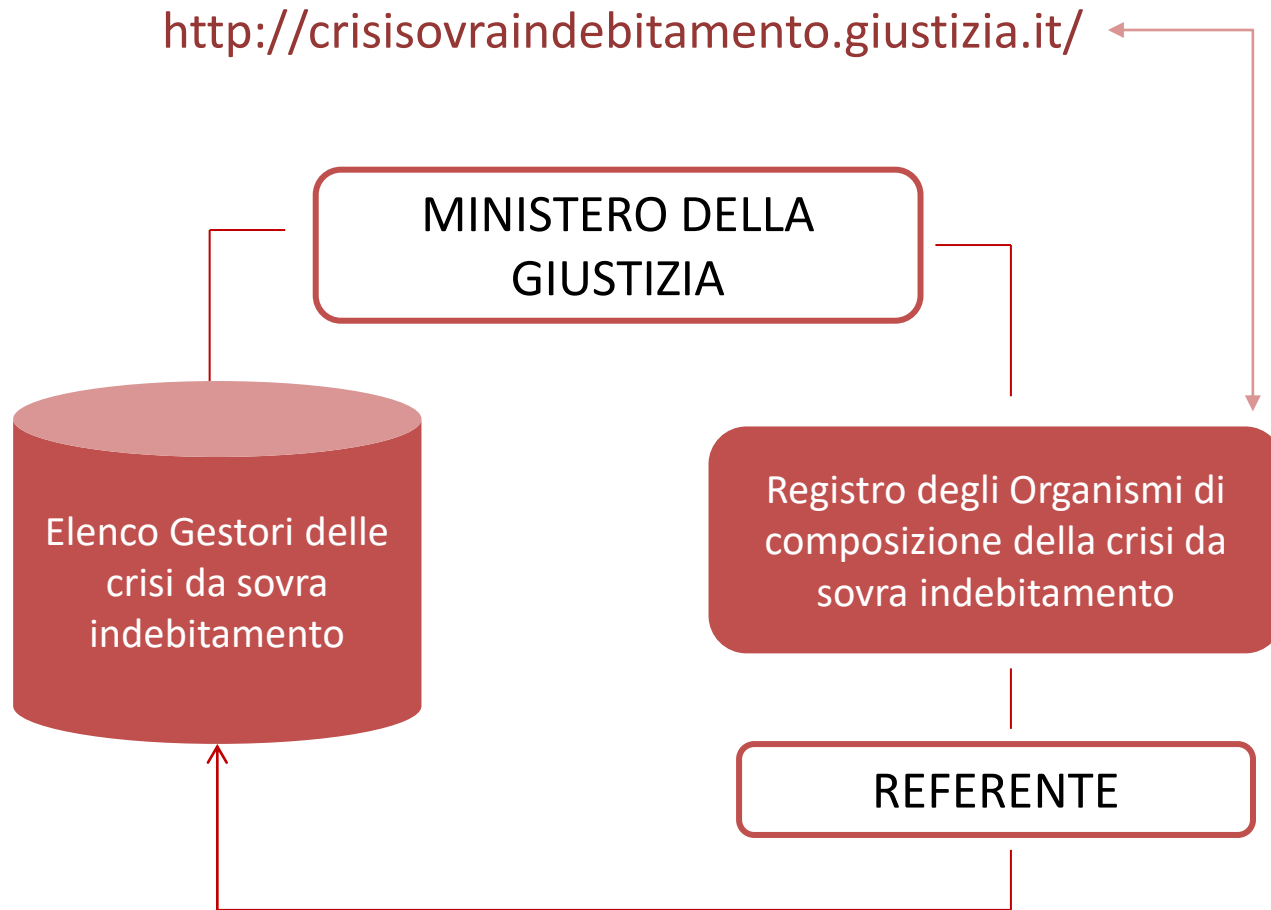 http://crisisovraindebitamento.giustizia.it/
MINISTERO DELLA
GIUSTIZIA
Elenco Gestori delle
crisi da sovra
indebitamento
Registro degli Organismi di
composizione della crisi da
sovra indebitamento
REFERENTE